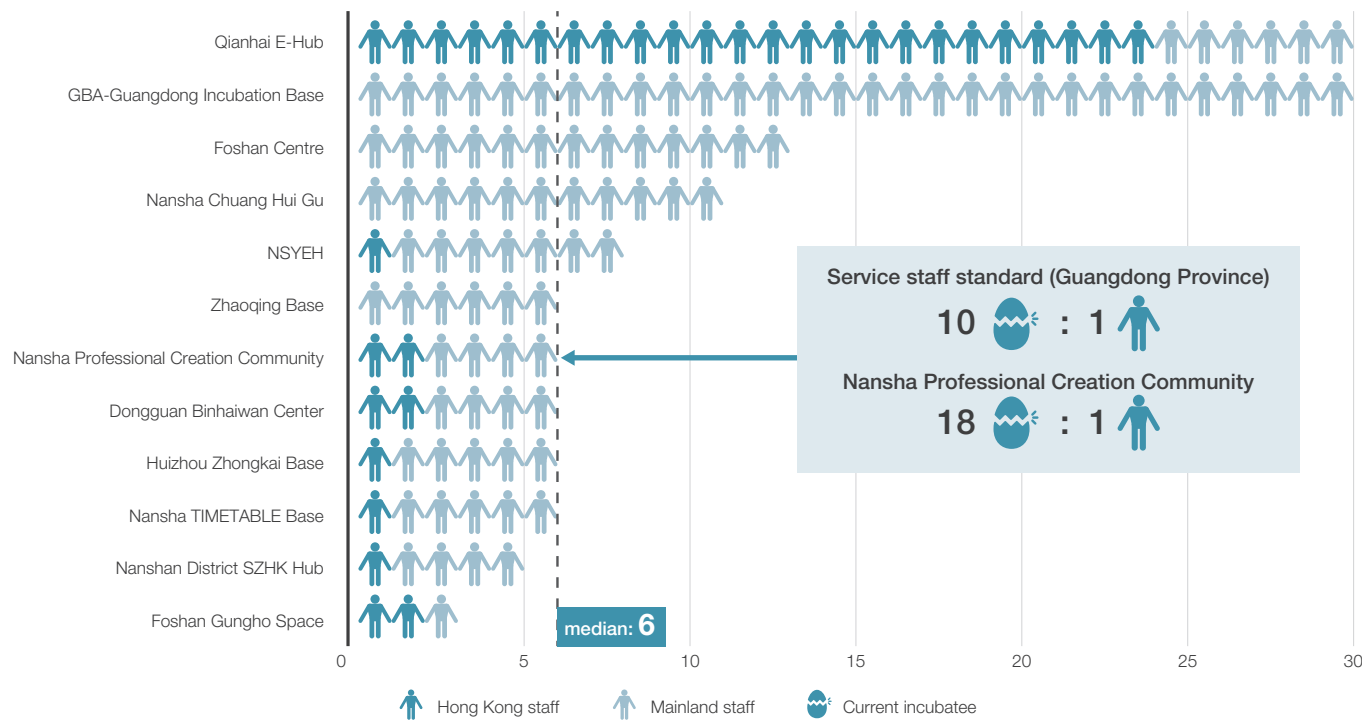 Qianhai E-Hub
GBA-Guangdong Incubation Base
Foshan Centre
Nansha Chuang Hui Gu
NSYEH
Zhaoqing Base
Nansha Professional Creation Community
Dongguan Binhaiwan Center
Huizhou Zhongkai Base
Nansha TIMETABLE Base
Nanshan District SZHK Hub
Foshan Gungho Space
Service staff standard (Guangdong Province)
10 : 1
Nansha Professional Creation Community
18 : 1
median: 6
0 5 10 15 20 25 30
Hong Kong staff Mainland staff Current incubatee